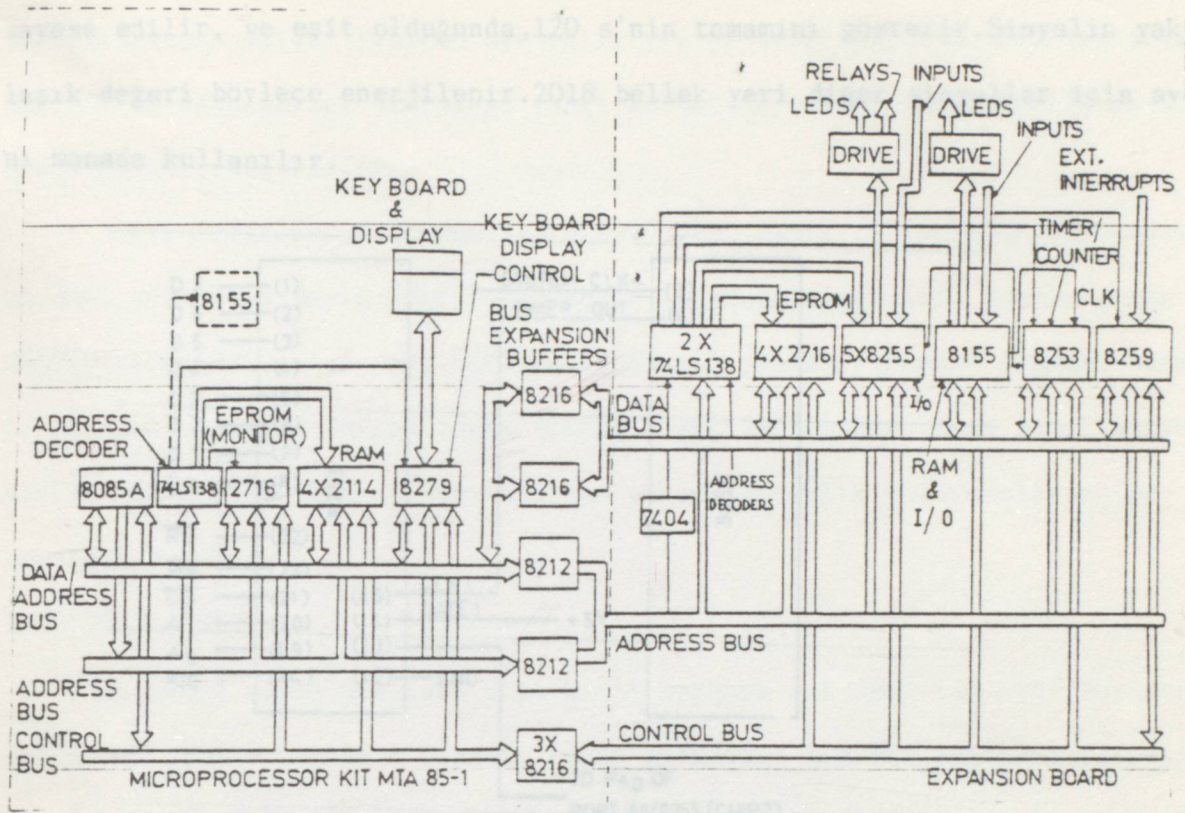 edilir, ve eşit olduğunda,120 s'nin tamamını gösterir.Sinyalin
değeri böylece enerjilenir.2018 bellek yeri diğer sinyaller için
manada kullanılır.
RELAYS INPUTS
LEDS LEDS
INPUTS
DRIVE DRIVE
EXT.
INTERRUPTS
KEY BOARD
&
DISPLAY
KEY BOARD
DISPLAY
CONTROL
TIMER/
COUNTER
CLK
8155
EPROM
BUS
EXPANSION
BUFFERS
2 X
74LS138
4X2716
5X8255
8155
8253
8259
8216
I/O
DATA
BUS
ADDRESS
DECODER
EPROM
(MONITOR)
RAM
8085A
74LS138
2716
4X2114
8279
8216
7404
ADDRESS
DECODERS
RAM
&
I/O
8212
DATA/
ADDRESS
BUS
ADDRESS BUS
8212
ADDRESS
BUS
CONTROL
BUS
3X
8216
CONTROL BUS
MICROPROCESSOR KIT MTA 85-1
EXPANSION BOARD